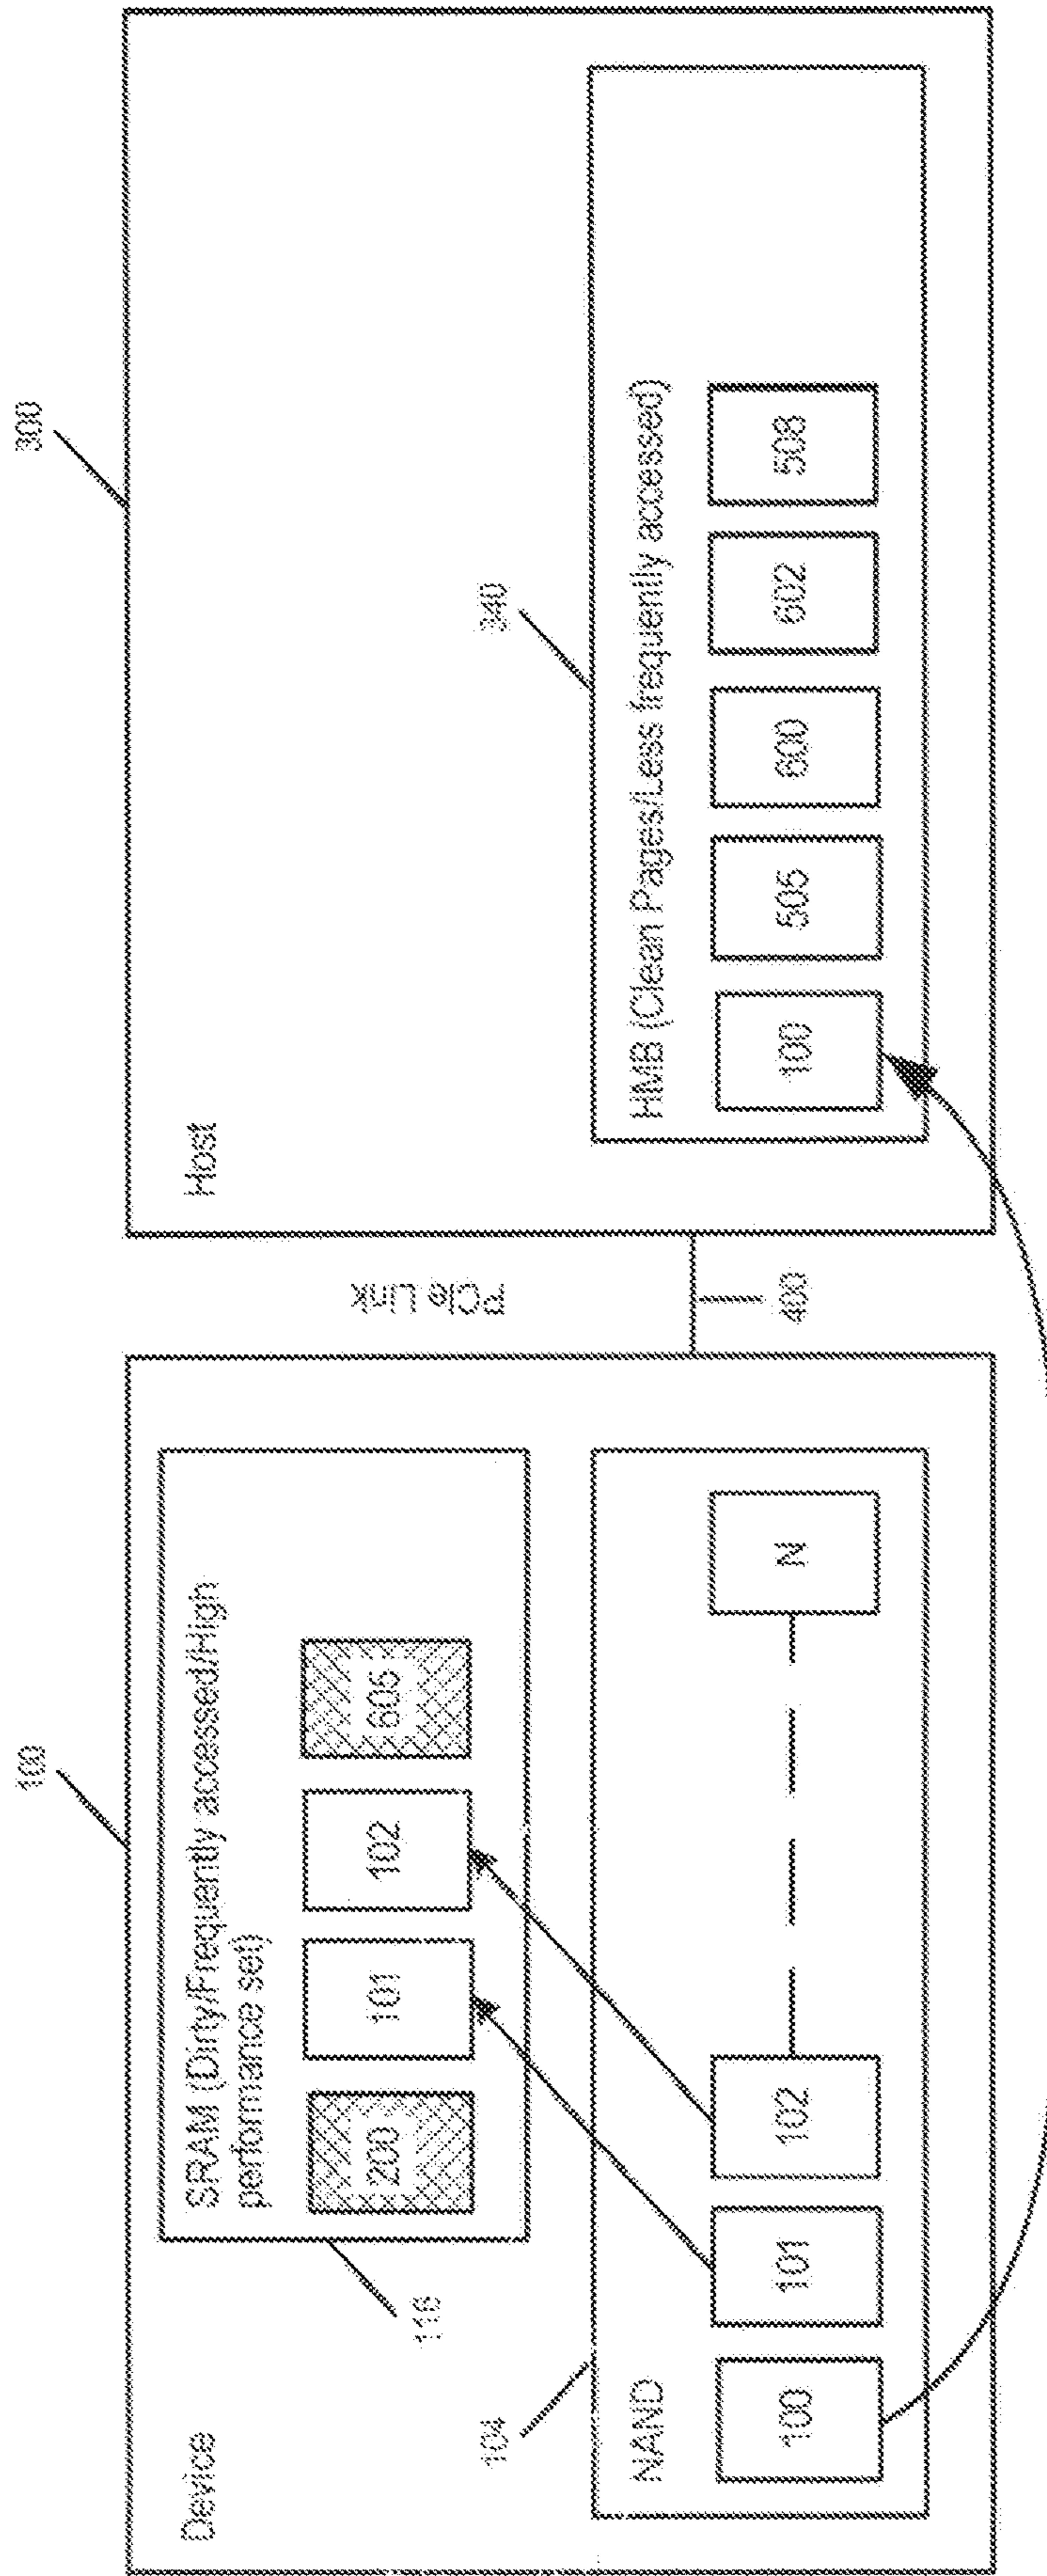 100
300
Device
SRAM (Dirty/Frequently accessed/High
performance set)
200
101
102
605
116
104
NAND
100
101
102
N
PCIe Link
400
Host
340
HMB (Clean Pages/Less frequently accessed)
100
505
600
602
508